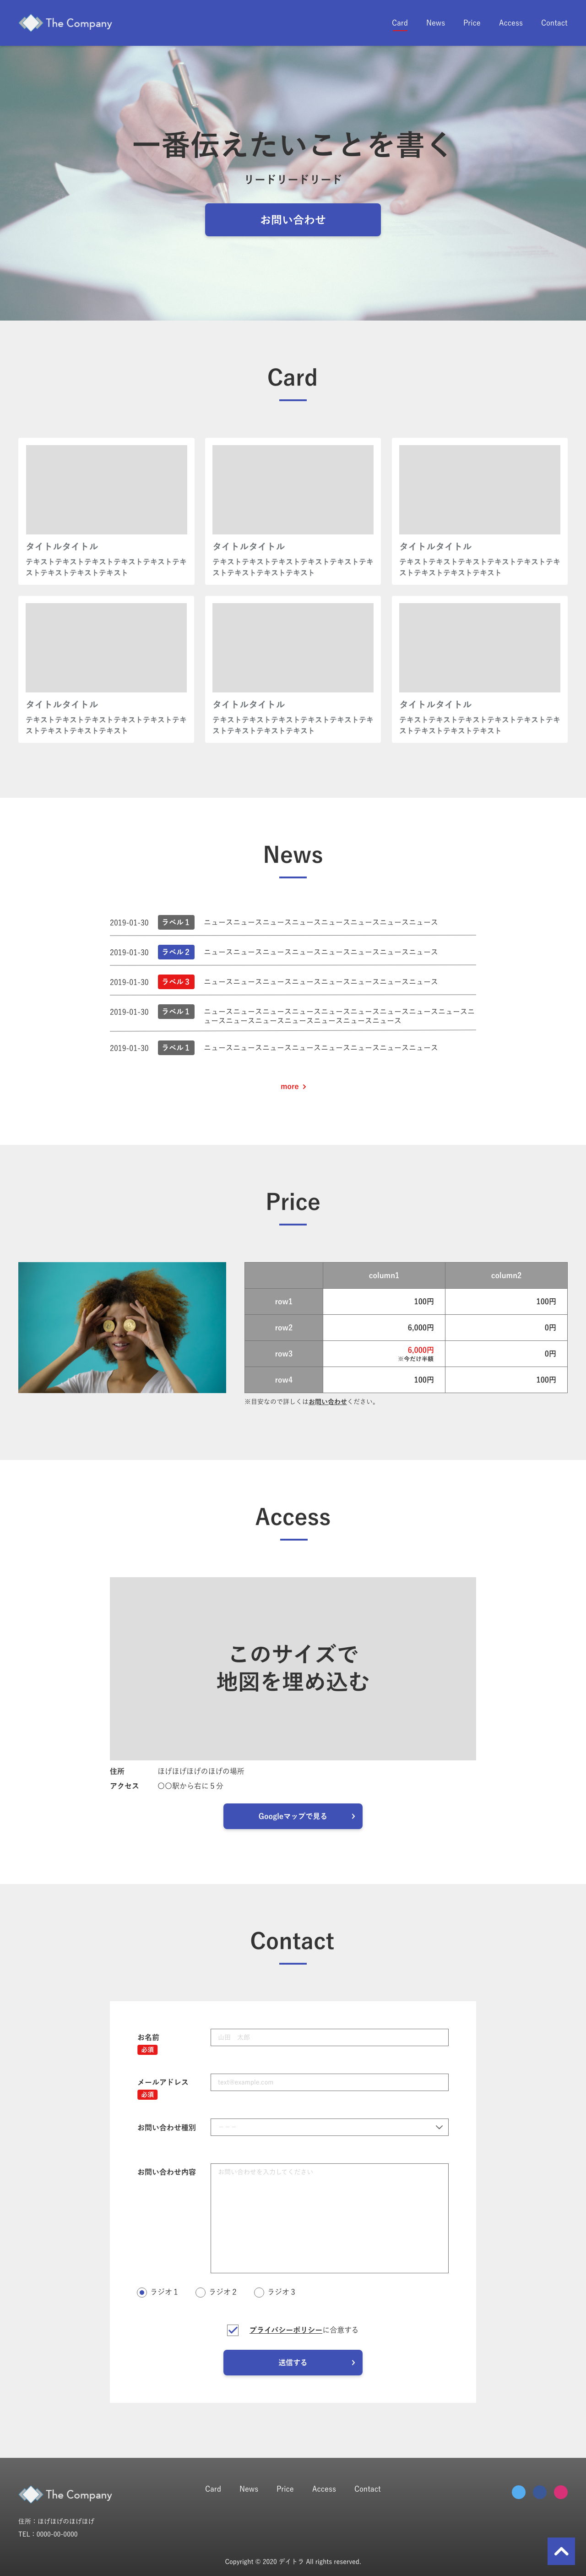 The Company
Card News Price Access Contact
一番伝えたいことを書く
リードリードリード
お問い合わせ
Card
タイトルタイトル
テキストテキストテキストテキストテキストテキ
ストテキストテキストテキスト
タイトルタイトル
テキストテキストテキストテキストテキストテキ
ストテキストテキストテキスト
タイトルタイトル
テキストテキストテキストテキストテキストテキ
ストテキストテキストテキスト
タイトルタイトル
テキストテキストテキストテキストテキストテキ
ストテキストテキストテキスト
タイトルタイトル
テキストテキストテキストテキストテキストテキ
ストテキストテキストテキスト
タイトルタイトル
テキストテキストテキストテキストテキストテキ
ストテキストテキストテキスト
News
2019-01-30 ラベル１ ニュースニュースニュースニュースニュースニュースニュースニュース
2019-01-30 ラベル２ ニュースニュースニュースニュースニュースニュースニュースニュース
2019-01-30 ラベル３ ニュースニュースニュースニュースニュースニュースニュースニュース
2019-01-30 ラベル１ ニュースニュースニュースニュースニュースニュースニュースニュースニュースニ
ュースニュースニュースニュースニュースニュースニュース
2019-01-30 ラベル１ ニュースニュースニュースニュースニュースニュースニュースニュース
more
Price
column1 column2
row1 100円 100円
row2 6,000円 0円
row3 6,000円 0円
※今だけ半額
row4 100円 100円
※目安なので詳しくはお問い合わせください。
Access
このサイズで
地図を埋め込む
住所 ほげほげほげのほげの場所
アクセス 〇〇駅から右に５分
Googleマップで見る
Contact
お名前 山田　太郎
必須
メールアドレス test@example.com
必須
お問い合わせ種別 - - -
お問い合わせ内容 お問い合わせを入力してください
ラジオ１ ラジオ２ ラジオ３
プライバシーポリシーに合意する
送信する
The Company
Card News Price Access Contact
住所：ほげほげのほげほげ
TEL：0000-00-0000
Copyright © 2020 デイトラ All rights reserved.